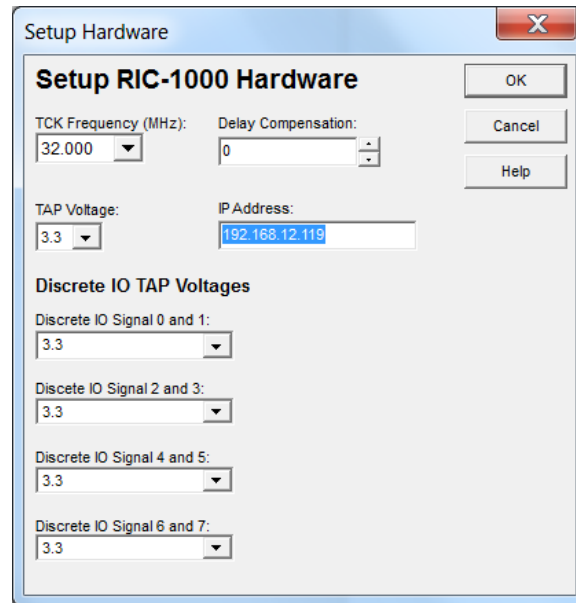 Setup Hardware
Setup RIC-1000 Hardware
OK
TCK Frequency (MHz):
Delay Compensation:
Cancel
32.000
0
Help
TAP Voltage:
IP Address:
3.3
192.168.12.119
Discrete IO TAP Voltages
Discrete IO Signal 0 and 1:
3.3
Discete IO Signal 2 and 3:
3.3
Discrete IO Signal 4 and 5:
3.3
Discrete IO Signal 6 and 7:
3.3